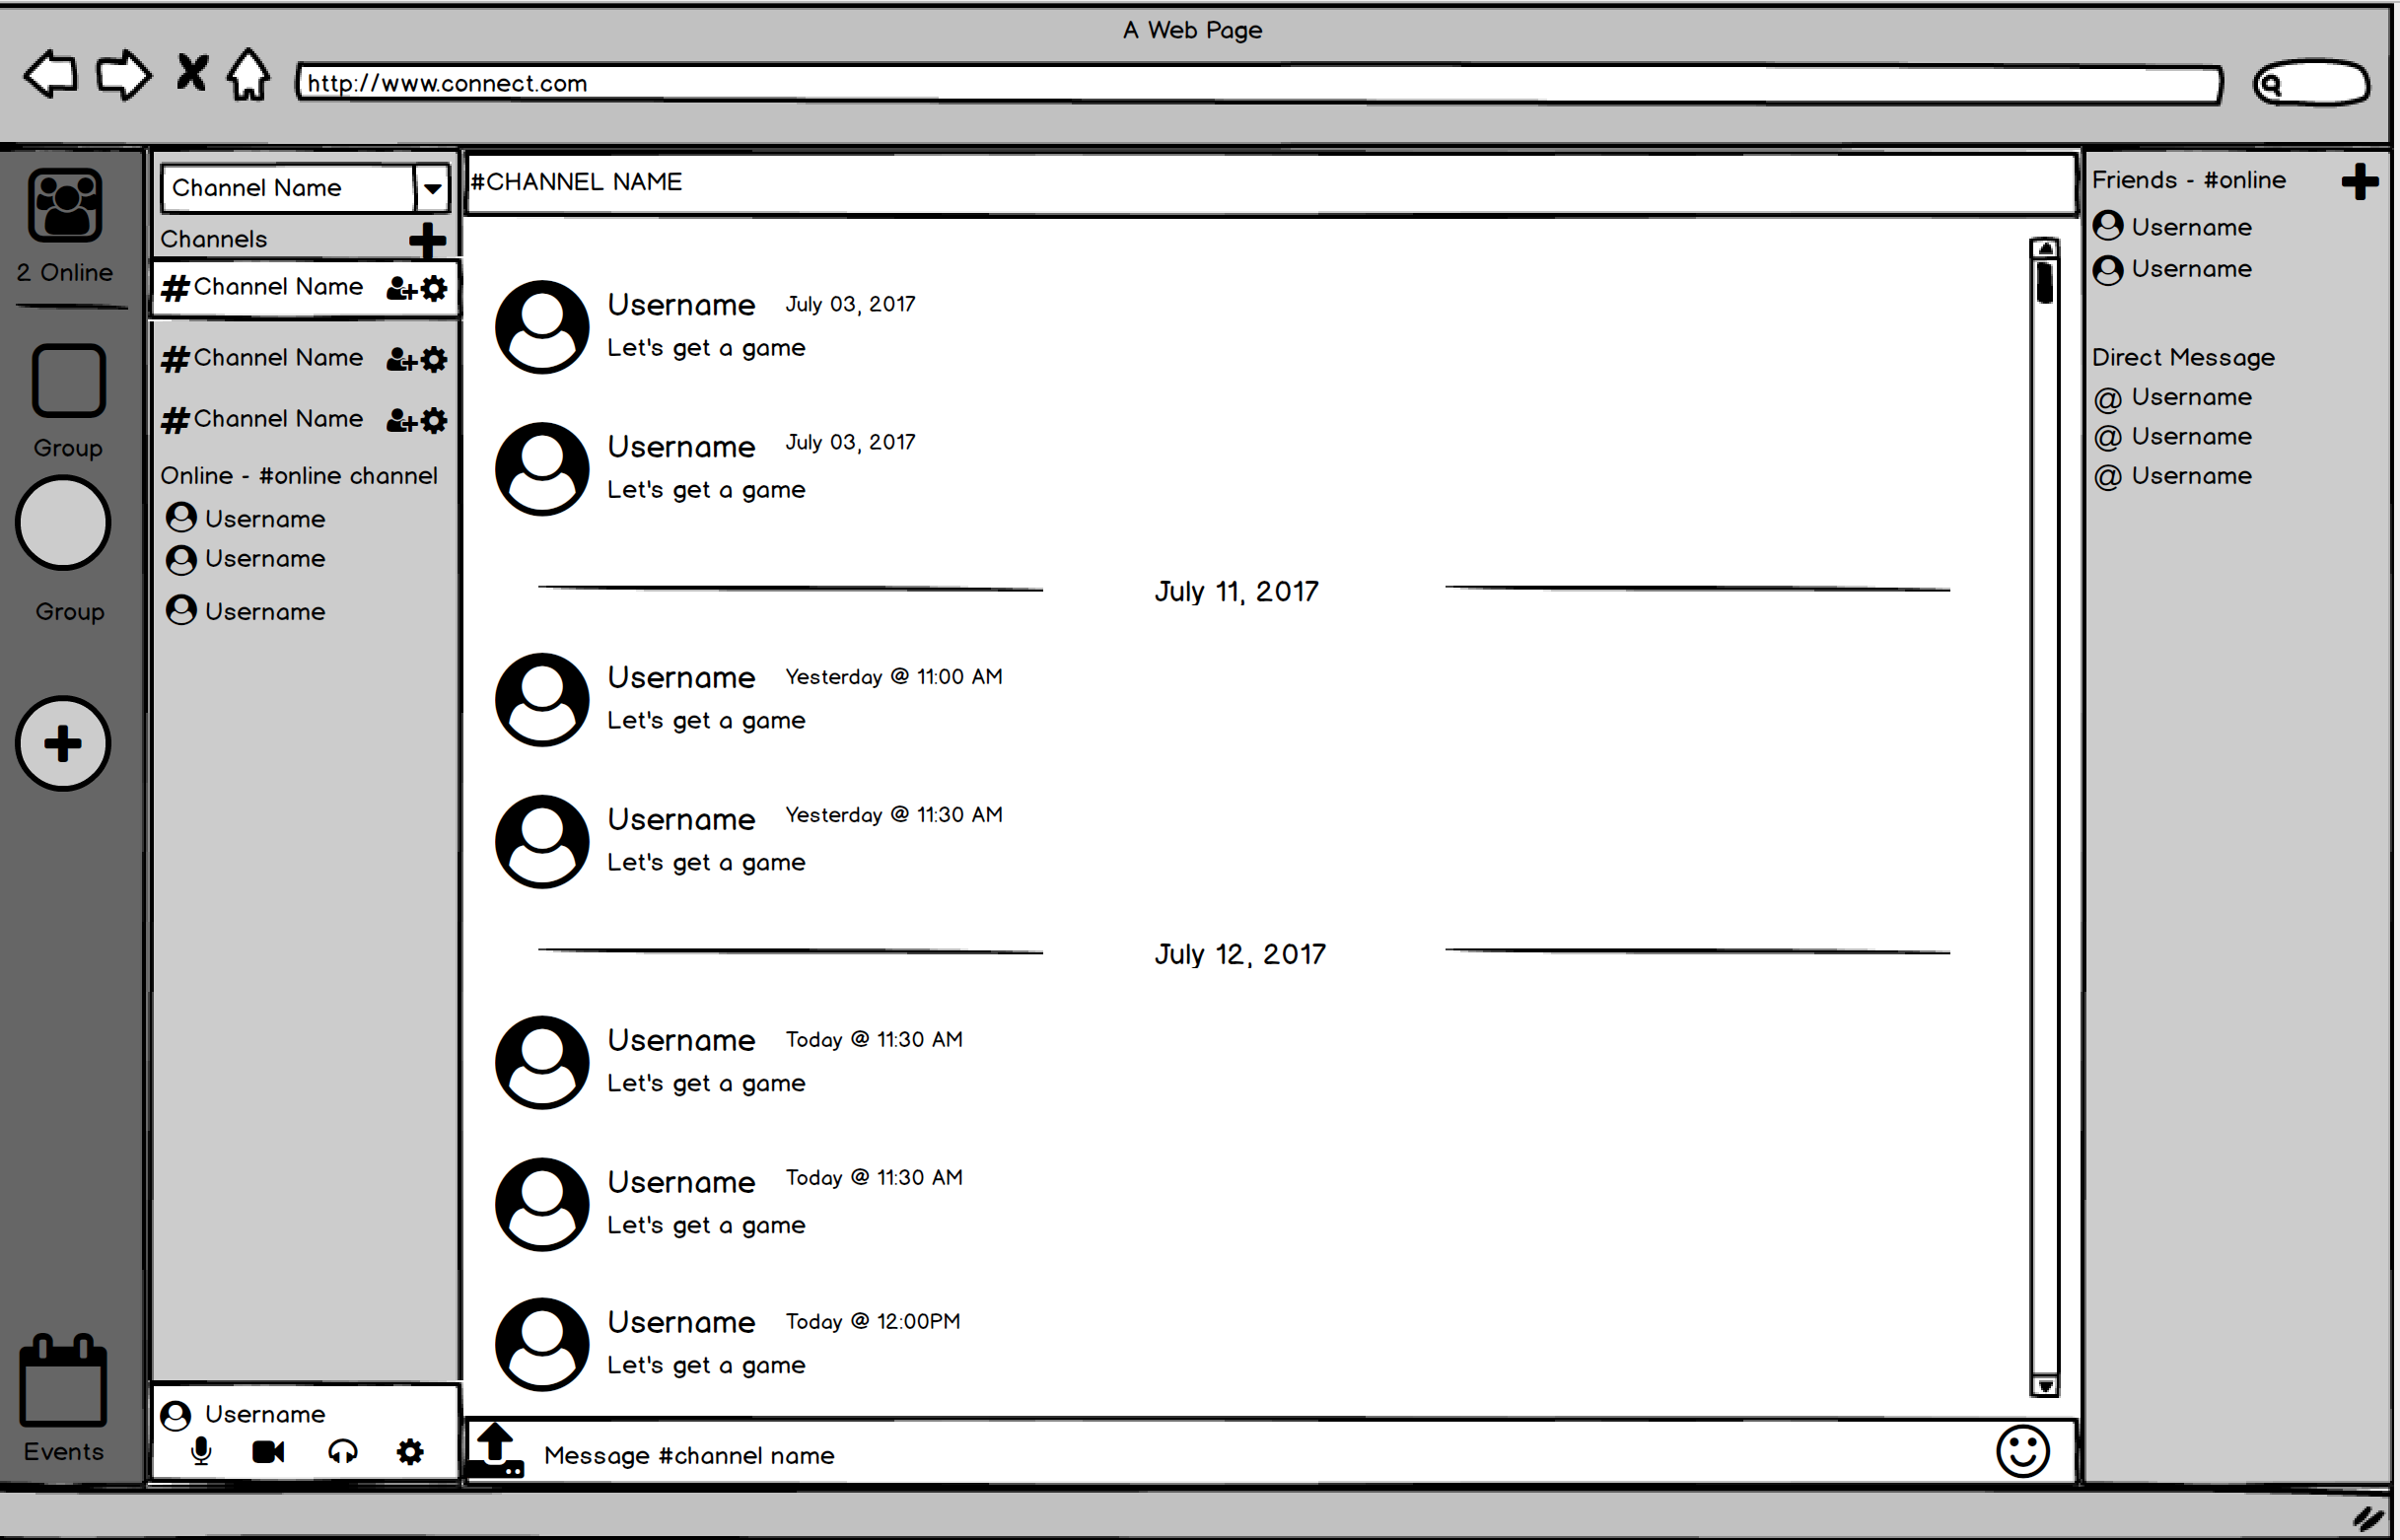 A Web Page
http://www.connect.com
2 Online
Group
Group
Events
Channel Name
Channels
#Channel Name
#Channel Name
#Channel Name
Online - #online channel
Username
Username
Username
Username
#CHANNEL NAME
Username July 03, 2017
Let's get a game
Username July 03, 2017
Let's get a game
July 11, 2017
Username Yesterday @ 11:00 AM
Let's get a game
Username Yesterday @ 11:30 AM
Let's get a game
July 12, 2017
Username Today @ 11:30 AM
Let's get a game
Username Today @ 11:30 AM
Let's get a game
Username Today @ 12:00PM
Let's get a game
Message #channel name
Friends - #online
Username
Username
Direct Message
@ Username
@ Username
@ Username